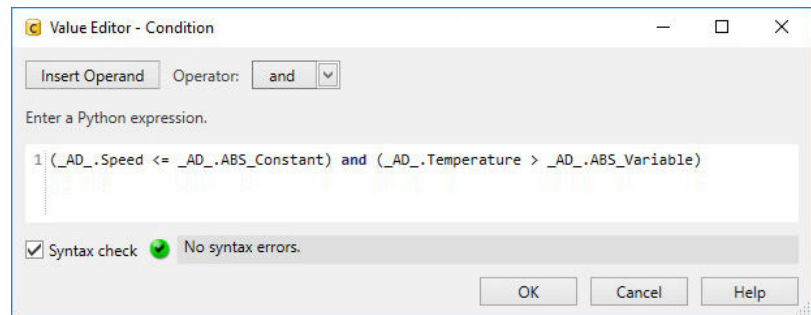 Value Editor - Condition
Insert Operand Operator: and
Enter a Python expression.
1 (_AD_.Speed <= _AD_.ABS_Constant) and (_AD_.Temperature > _AD_.ABS_Variable)
Syntax check No syntax errors.
OK Cancel Help